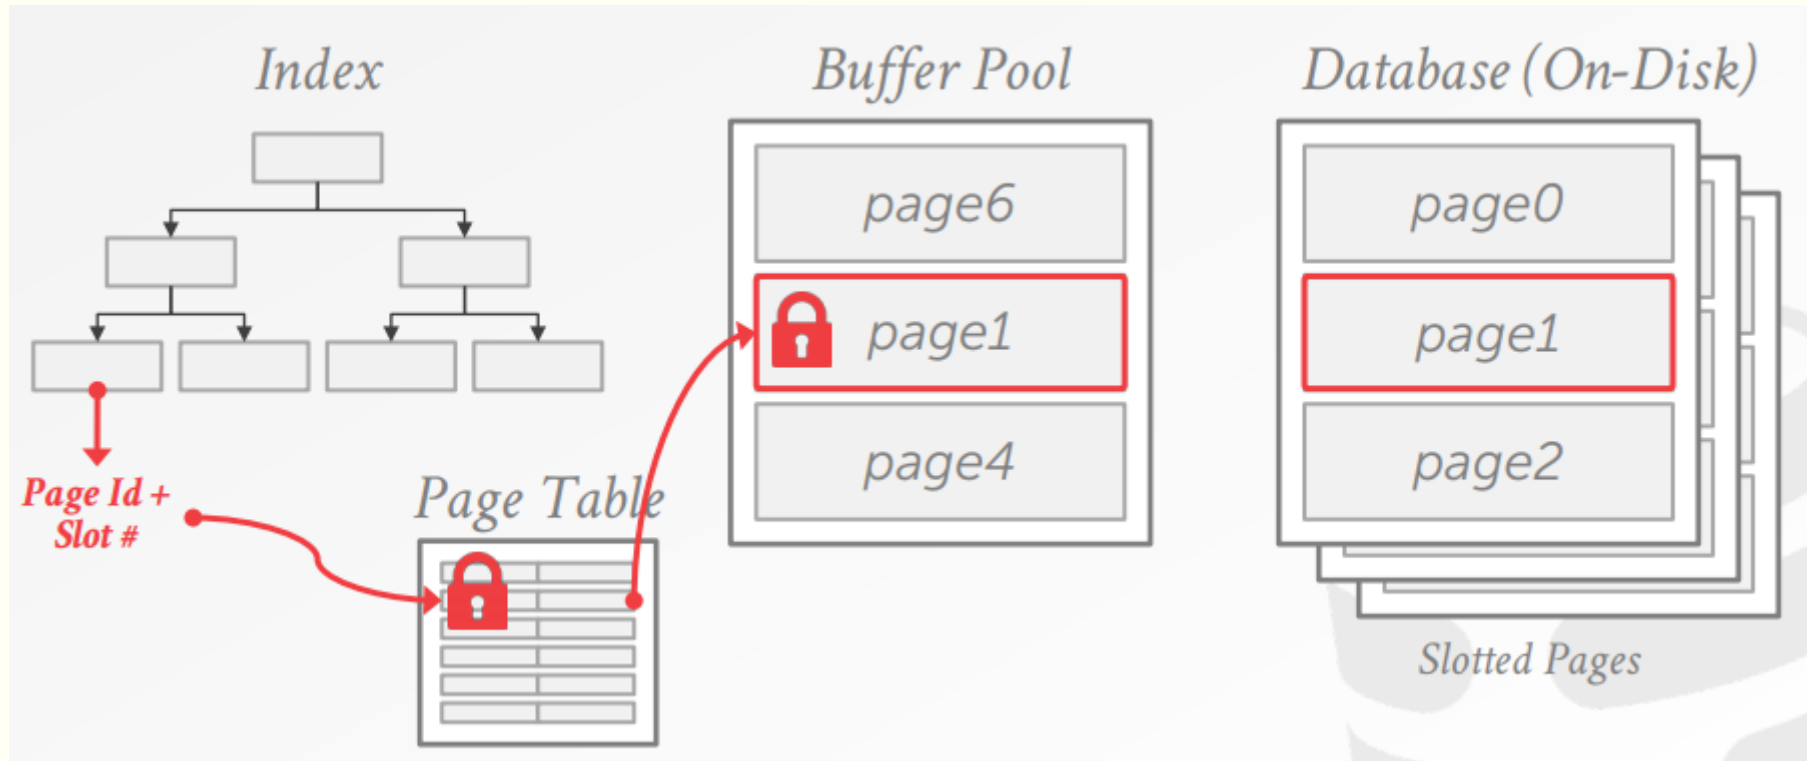 Index
Buffer Pool
Database (On-Disk)
page6
page0
page1
page1
page4
page2
Page Id +
Slot #
Page Table
Slotted Pages